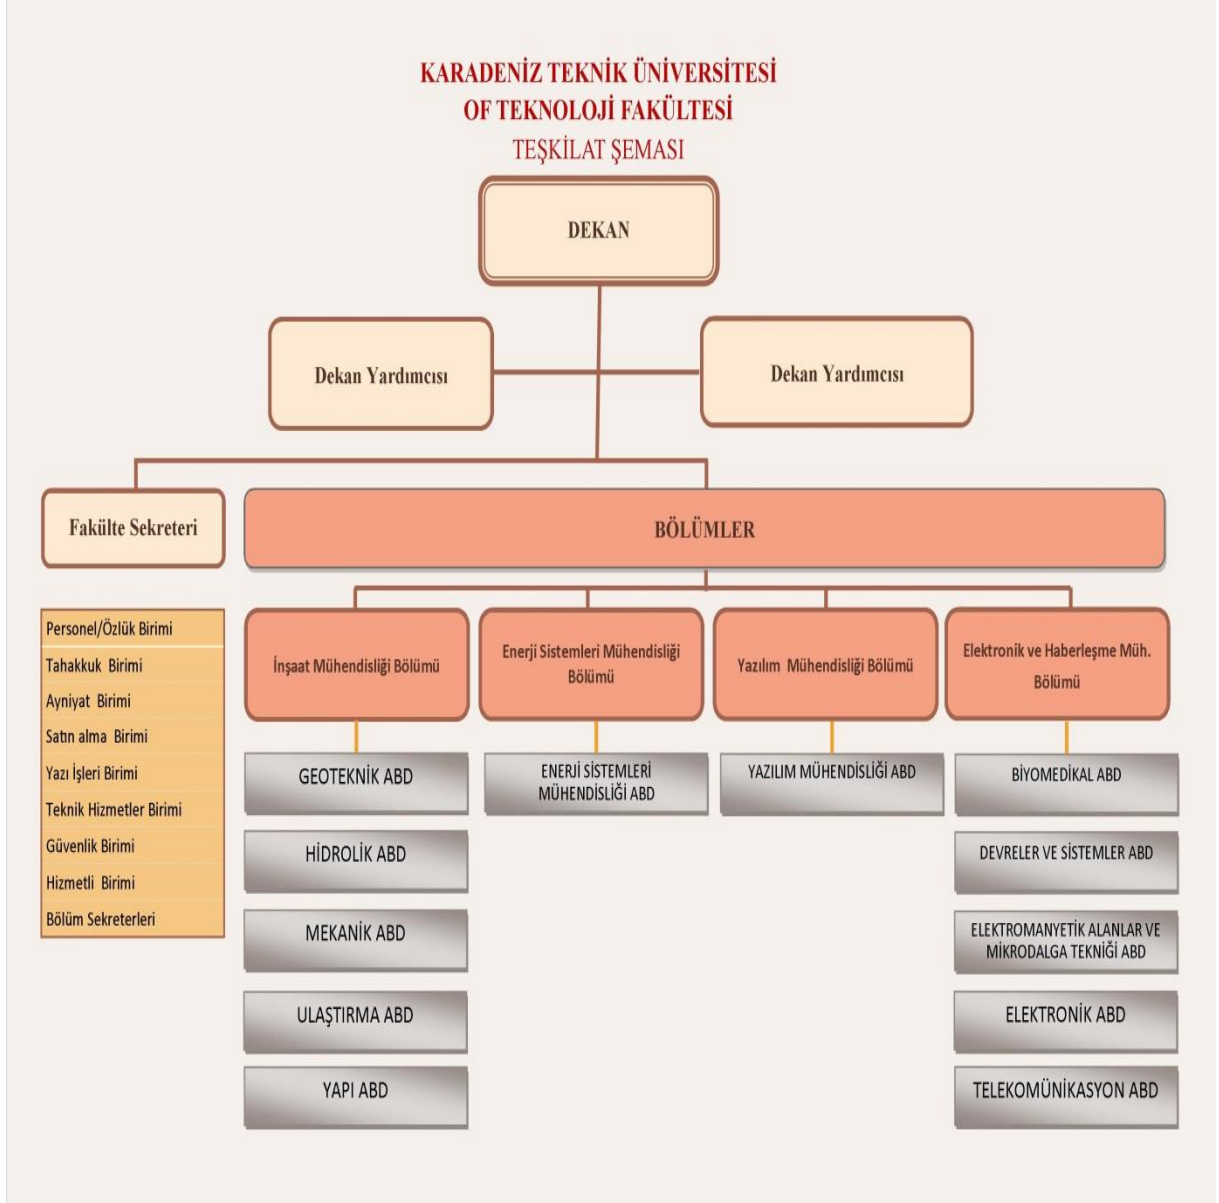 KARADENİZ TEKNİK ÜNİVERSİTESİ
OF TEKNOLOJİ FAKÜLTESİ
TEŞKİLAT ŞEMASI
DEKAN
Dekan Yardımcısı
Dekan Yardımcısı
Fakülte Sekreteri
BÖLÜMLER
Personel/Özlük Birimi
Tahakkuk Birimi
Ayniyat Birimi
Satın alma Birimi
Yazı İşleri Birimi
Teknik Hizmetler Birimi
Güvenlik Birimi
Hizmetli Birimi
Bölüm Sekreterleri
İnşaat Mühendisliği Bölümü
GEOTEKNİK ABD
HİDROLİK ABD
MEKANİK ABD
ULAŞTIRMA ABD
YAPI ABD
Enerji Sistemleri Mühendisliği
Bölümü
ENERJİ SİSTEMLERİ
MÜHENDİSLİĞİ ABD
Yazılım Mühendisliği Bölümü
YAZILIM MÜHENDİSLİĞİ ABD
Elektronik ve Haberleşme Müh.
Bölümü
BİYOMEDİKAL ABD
DEVRELER VE SİSTEMLER ABD
ELEKTROMANYETİK ALANLAR VE
MİKRODALGA TEKNİĞİ ABD
ELEKTRONİK ABD
TELEKOMÜNİKASYON ABD